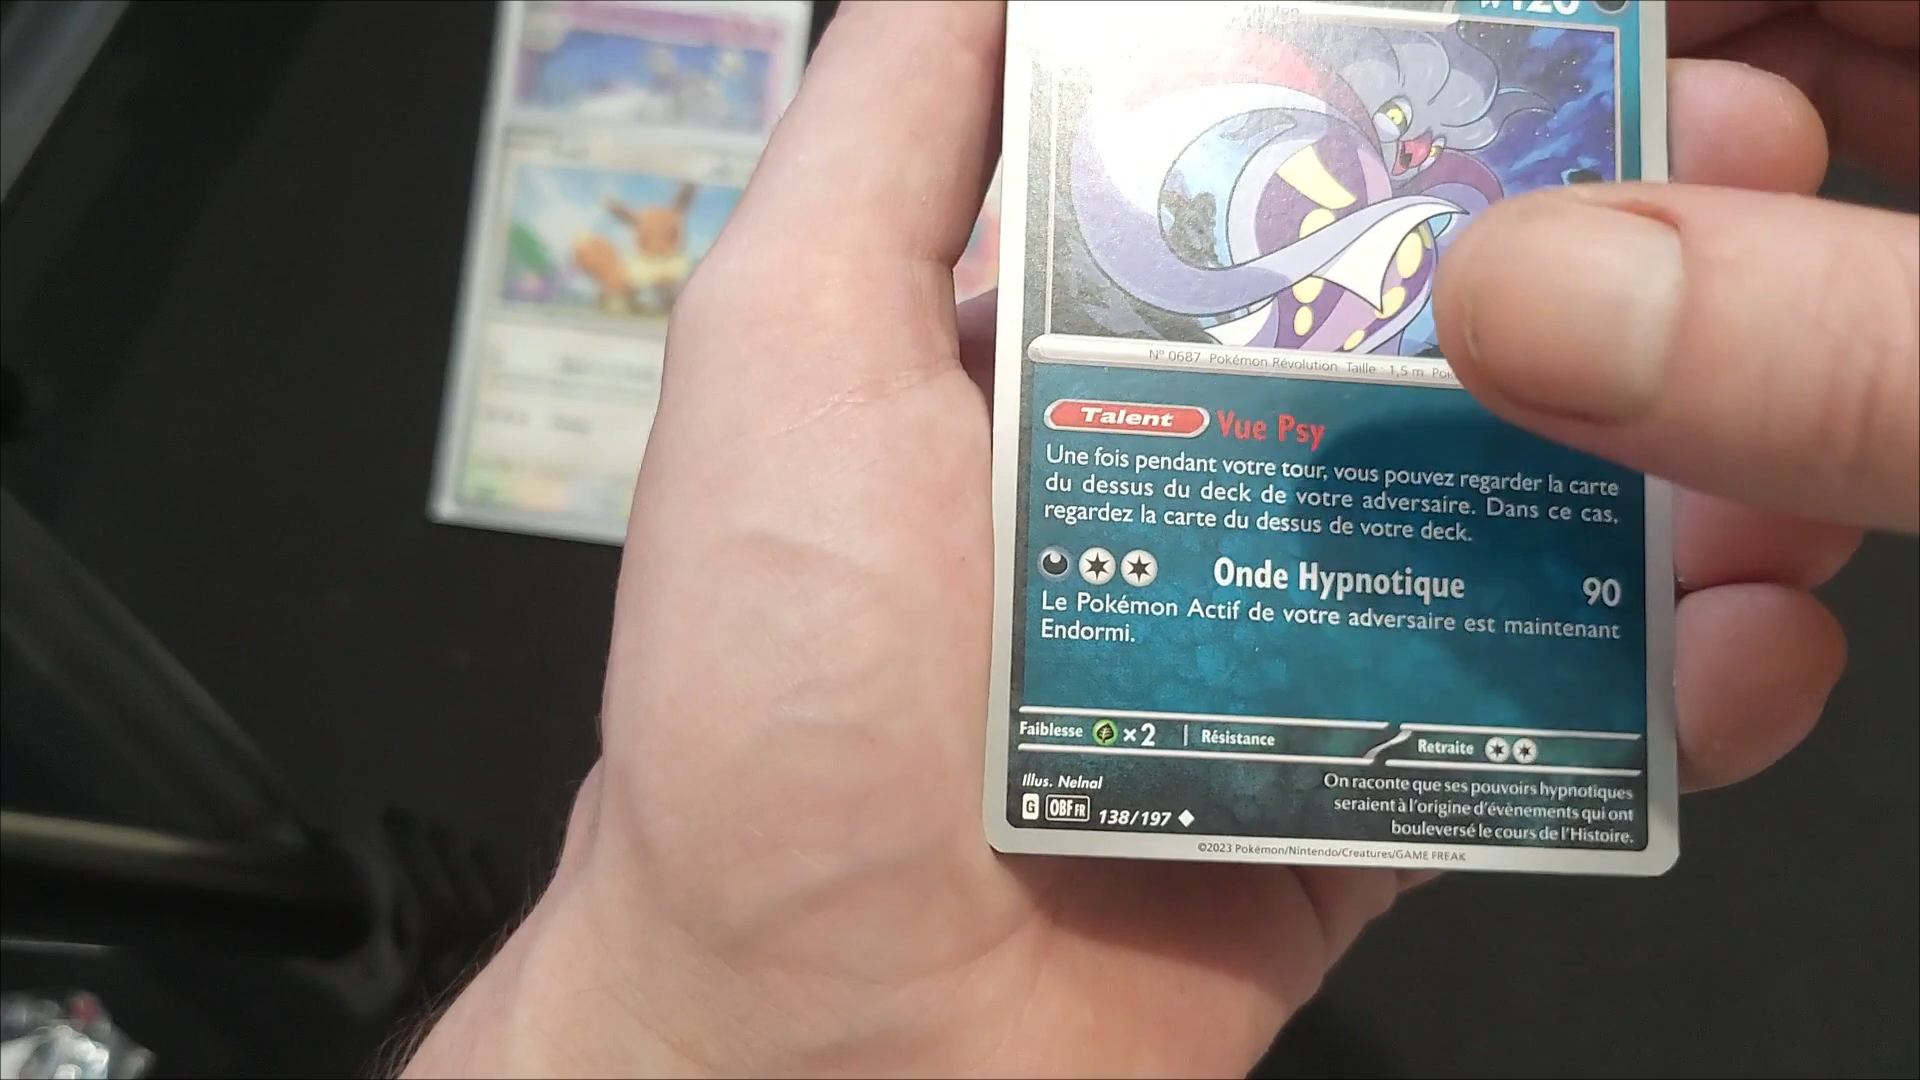 120
N° 0687 Pokémon Révolution Taille : 1,5 m
Talent Vue Psy
Une fois pendant votre tour, vous pouvez regarder la carte
du dessus du deck de votre adversaire. Dans ce cas,
regardez la carte du dessus de votre deck.
Onde Hypnotique 90
Le Pokémon Actif de votre adversaire est maintenant
Endormi.
Faiblesse ×2 | Résistance Retraite
Illus. Nelnal
G OBF FR 138/197
On raconte que ses pouvoirs hypnotiques
seraient à l'origine d'évènements qui ont
bouleversé le cours de l'Histoire.
©2023 Pokémon/Nintendo/Creatures/GAME FREAK